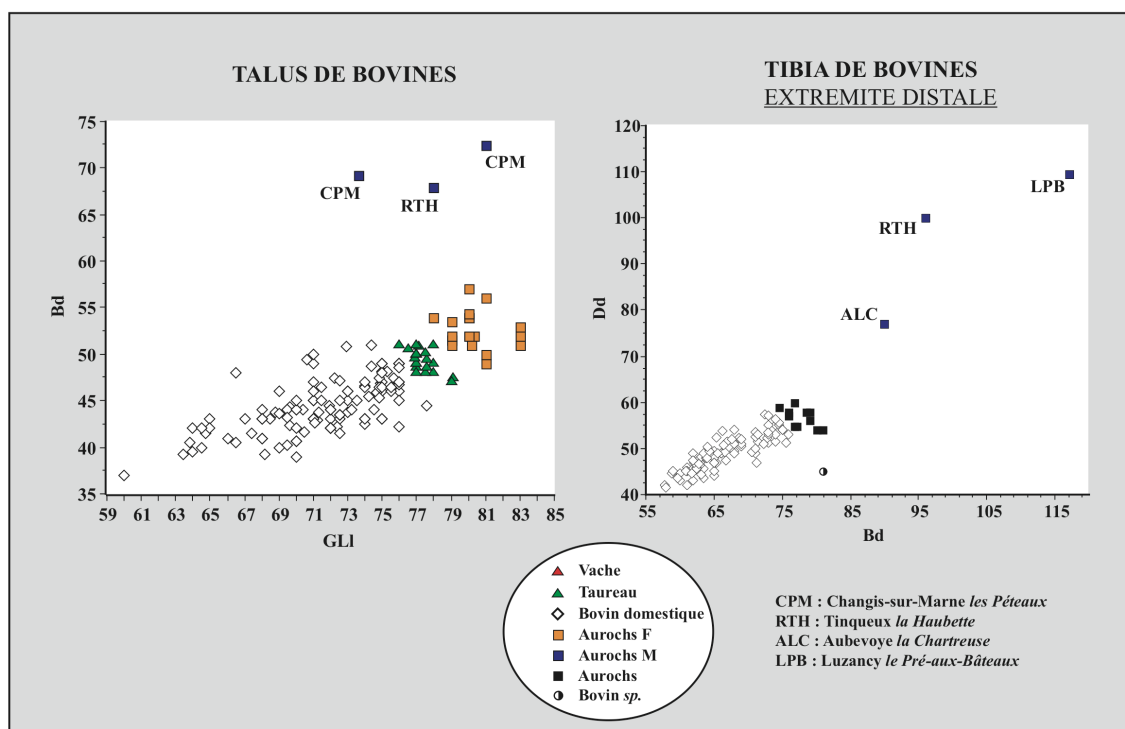 TALUS DE BOVINES
75
70
65
60
55
50
45
40
35
Bd
CPM
CPM
RTH
59 61 63 65 67 69 71 73 75 77 79 81 83 85
GLl
TIBIA DE BOVINES
EXTREMITE DISTALE
120
110
100
90
80
70
60
50
40
Dd
LPB
RTH
ALC
55 65 75 85 95 105 115
Bd
Vache
Taureau
Bovin domestique
Aurochs F
Aurochs M
Aurochs
Bovin sp.
CPM : Changis-sur-Marne les Péteaux
RTH : Tinqueux la Haubette
ALC : Aubevoye la Chartreuse
LPB : Luzancy le Pré-aux-Bâteaux